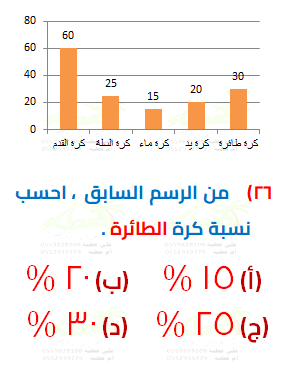 80
60
40
20
0
60
25
15
20
30
كرة القدم كرة السلة كرة ماء كرة يد كرة طائرة
٢٦) من الرسم السابق ، احسب
نسبة كرة الطائرة .
(أ) ١٥ % (ب) ٢٠ %
(ج) ٢٥ % (د) ٣٠ %